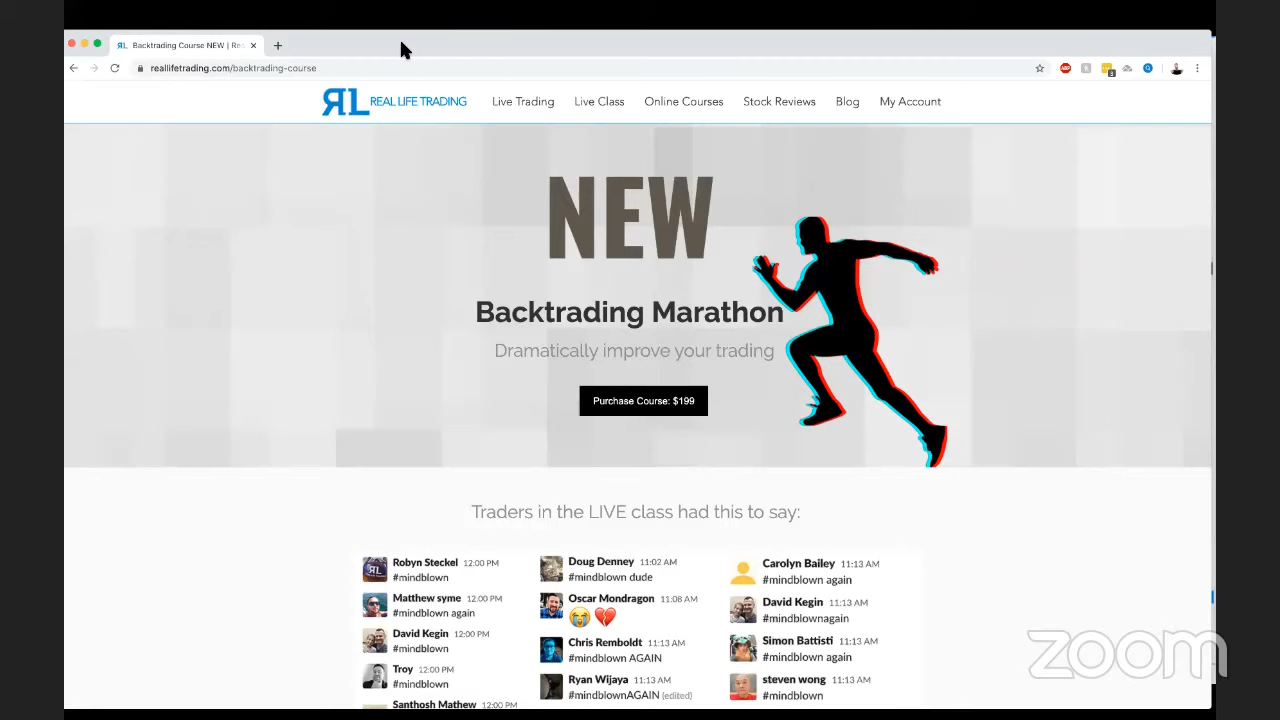 Backtrading Course NEW | Rea
reallifetrading.com/backtrading-course
ABP
3
RL REAL LIFE TRADING
Live Trading
Live Class
Online Courses
Stock Reviews
Blog
My Account
NEW
Backtrading Marathon
Dramatically improve your trading
Purchase Course: $199
Traders in the LIVE class had this to say:
Robyn Steckel 12:00 PM
#mindblown
Matthew syme 12:00 PM
#mindblown again
David Kegin 12:00 PM
#mindblown
Troy 12:00 PM
#mindblown
Santhosh Mathew 12:00 PM
Doug Denney 11:02 AM
#mindblown dude
Oscar Mondragon 11:08 AM
Chris Remboldt 11:13 AM
#mindblown AGAIN
Ryan Wijaya 11:13 AM
#mindblownAGAIN (edited)
Carolyn Bailey 11:13 AM
#mindblown again
David Kegin 11:13 AM
#mindblownagain
Simon Battisti 11:13 AM
#mindblown again
steven wong 11:13 AM
#mindblown
zoom